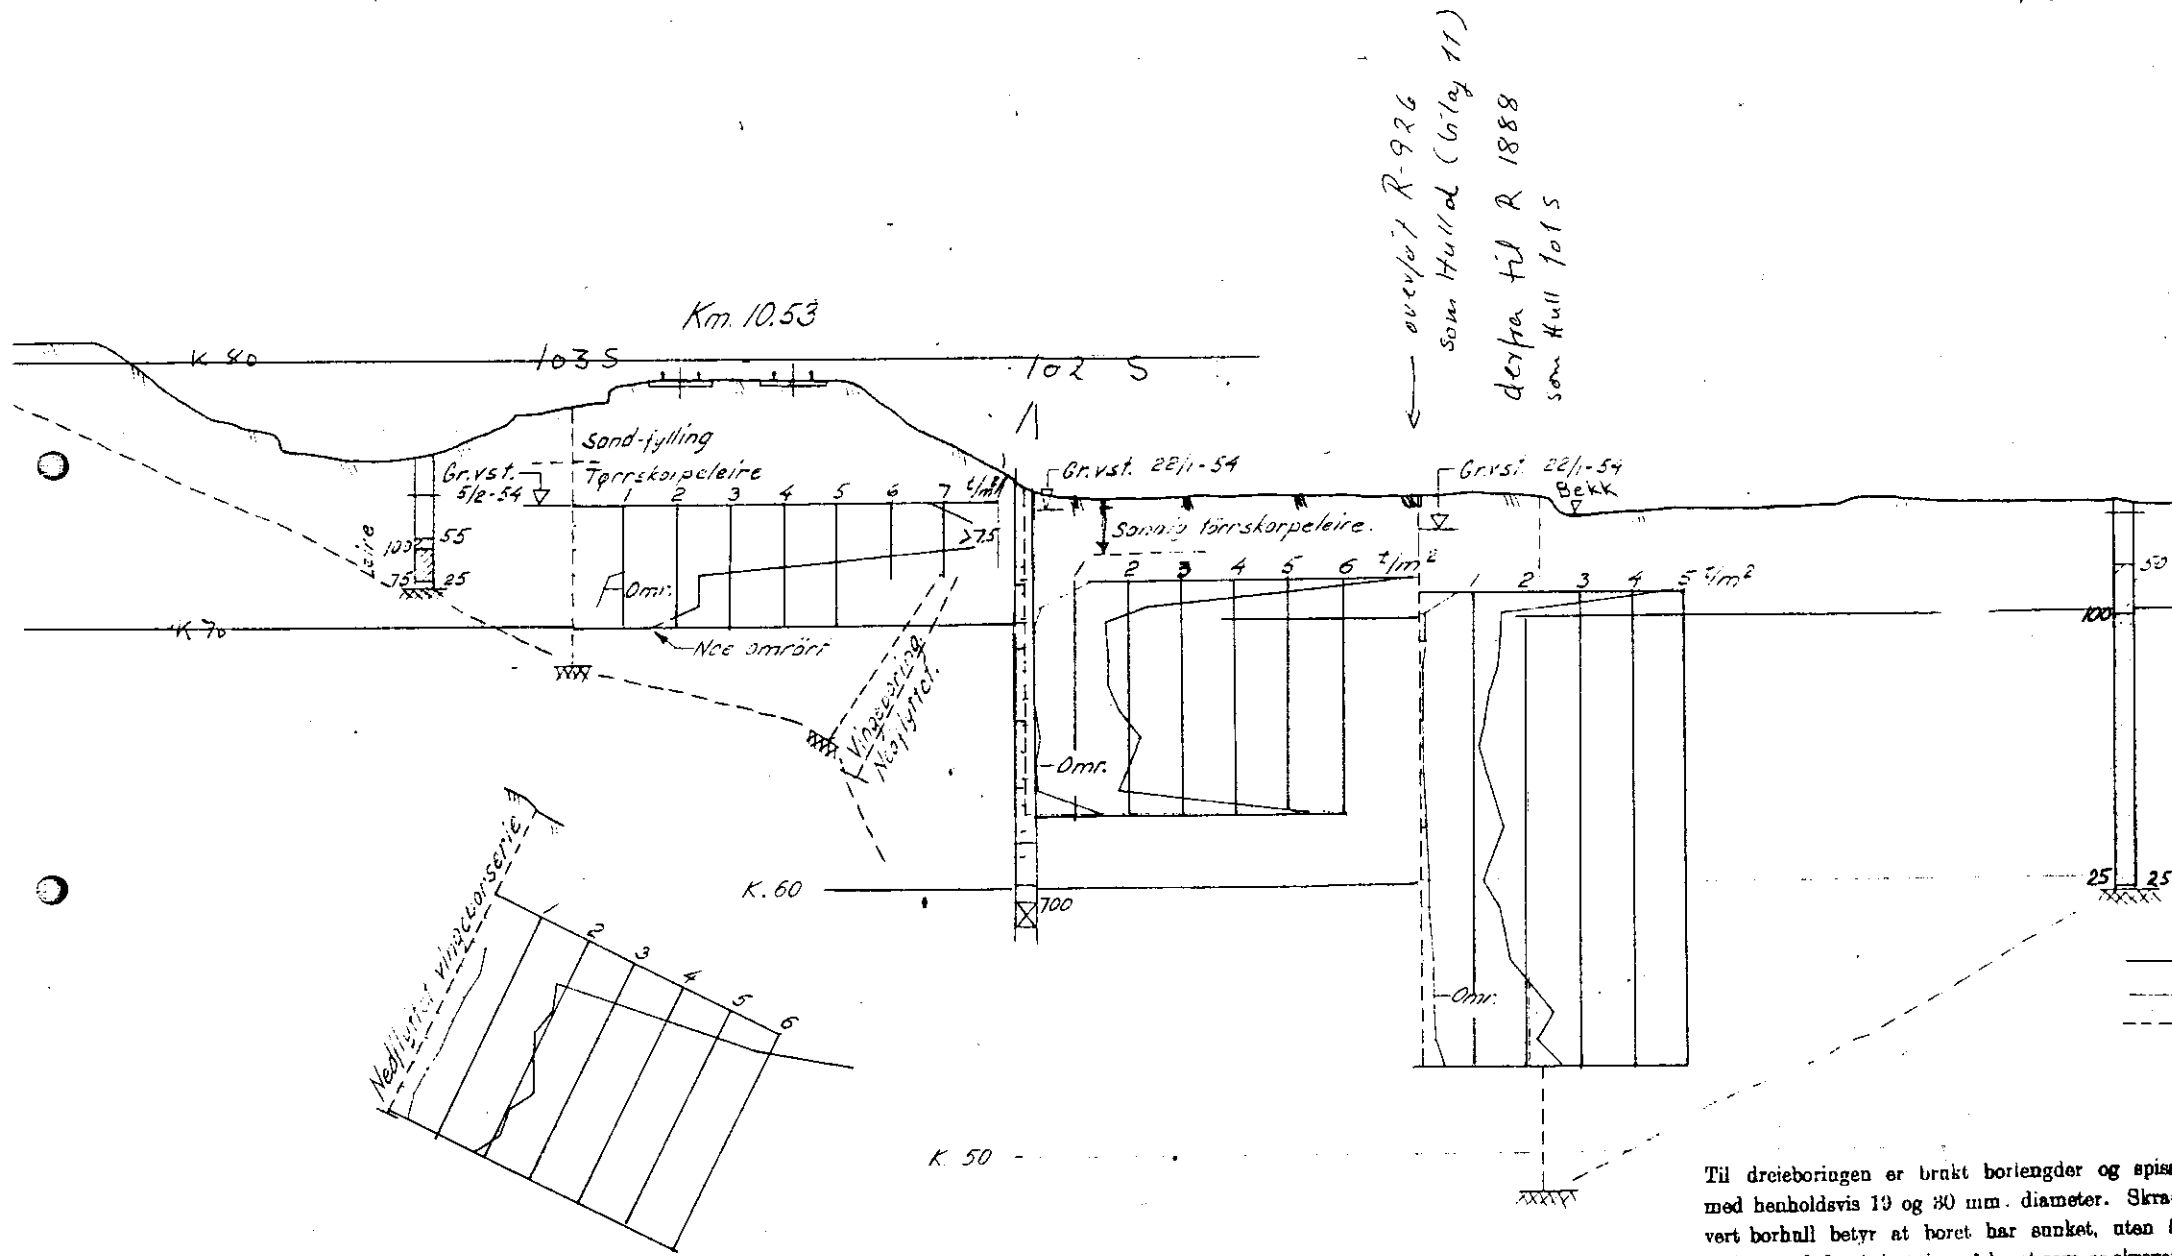 overført R-926
som Hull d (bilag 11)
derfra til R 1888
som Hull 101 S
Km. 10.53
K 80
103 S
102 S
Sand-fylling
Gr.vst.
5/2-54
Tørrskorpeleire
1 2 3 4 5 6 7 t/m²
>7.5
Omr.
Leire
100 55
75 25
K 70
Noe omrørt
Vingeboring
Nedflyttet.
Gr.vst. 22/1-54
Sandig tørrskorpeleire.
1 2 3 4 5 6 t/m²
Omr.
700
Gr.vst. 22/1-54
Bekk
1 2 3 4 5 t/m²
Omr.
50
100
25 25
K. 60
Nedflyttet vingeborserie
1 2 3 4 5 6
K. 50
Til dreieboringen er brukt borlengder og
med henholdsvis 19 og 30 mm. diameter.
vert borhull betyr at boret har sunket, uten